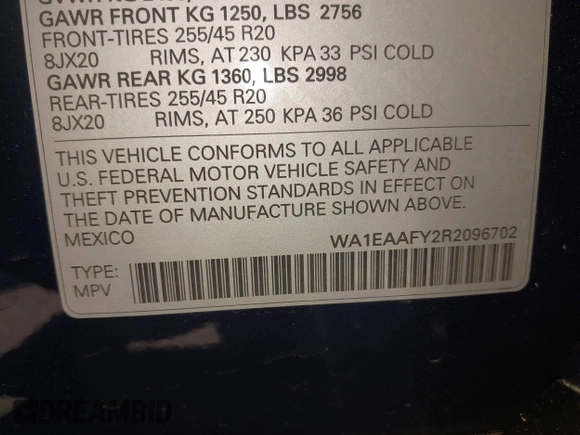 GAWR FRONT KG 1250, LBS 2756
FRONT-TIRES 255/45 R20
8JX20 RIMS, AT 230 KPA 33 PSI COLD
GAWR REAR KG 1360, LBS 2998
REAR-TIRES 255/45 R20
8JX20 RIMS, AT 250 KPA 36 PSI COLD
THIS VEHICLE CONFORMS TO ALL APPLICABLE
U.S. FEDERAL MOTOR VEHICLE SAFETY AND
THEFT PREVENTION STANDARDS IN EFFECT ON
THE DATE OF MANUFACTURE SHOWN ABOVE.
MEXICO WA1EAAFY2R2096702
TYPE:
MPV
DREAMBID